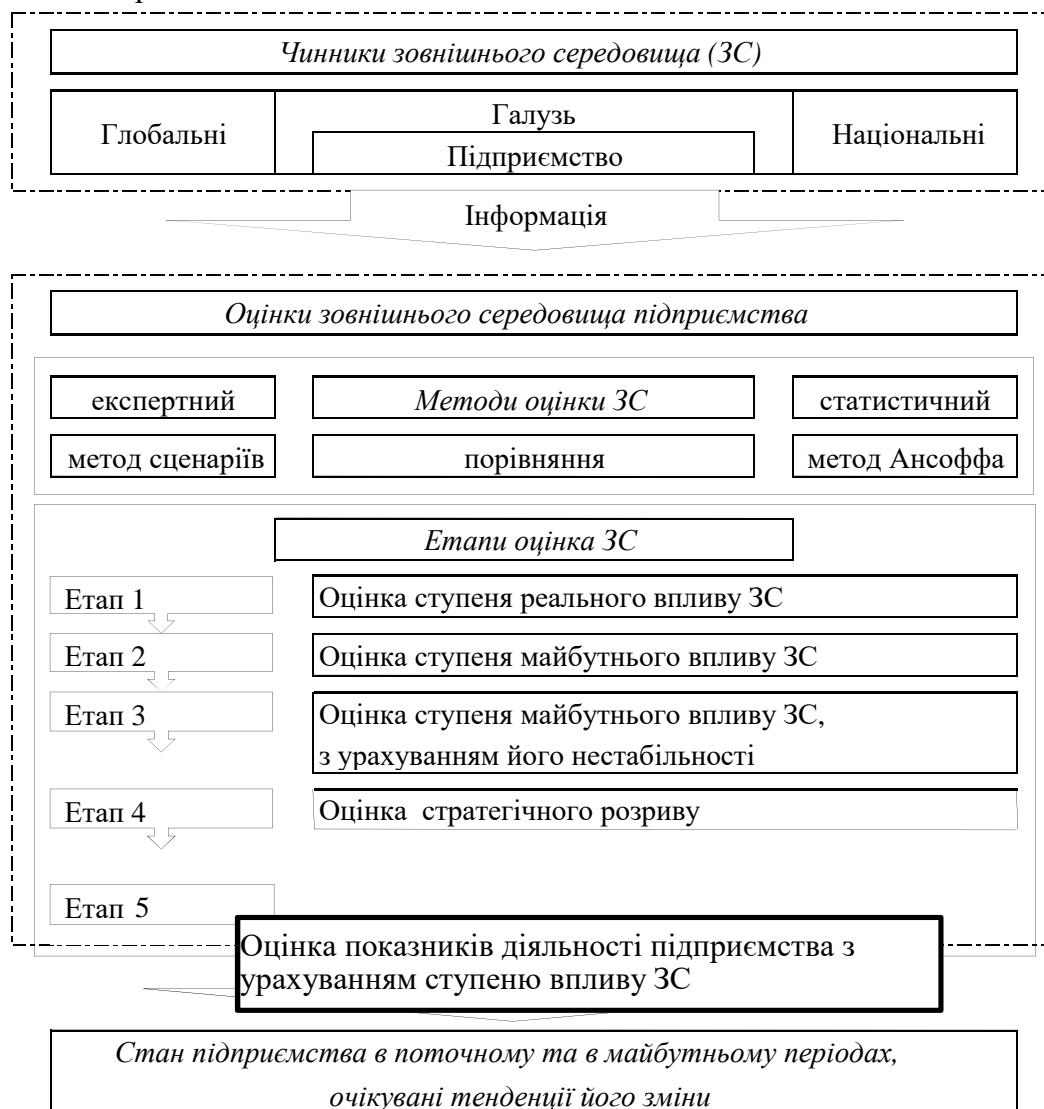 Чинники зовнішнього середовища (ЗС)
Глобальні
Галузь
Підприємство
Національні
Інформація
Оцінки зовнішнього середовища підприємства
експертний
Методи оцінки ЗС
статистичний
метод сценаріїв
порівняння
метод Ансоффа
Етапи оцінка ЗС
Етап 1
Оцінка ступеня реального впливу ЗС
Етап 2
Оцінка ступеня майбутнього впливу ЗС
Етап 3
Оцінка ступеня майбутнього впливу ЗС,
з урахуванням його нестабільності
Етап 4
Оцінка стратегічного розриву
Етап 5
Оцінка показників діяльності підприємства з
урахуванням ступеню впливу ЗС
Стан підприємства в поточному та в майбутньому періодах,
очікувані тенденції його зміни